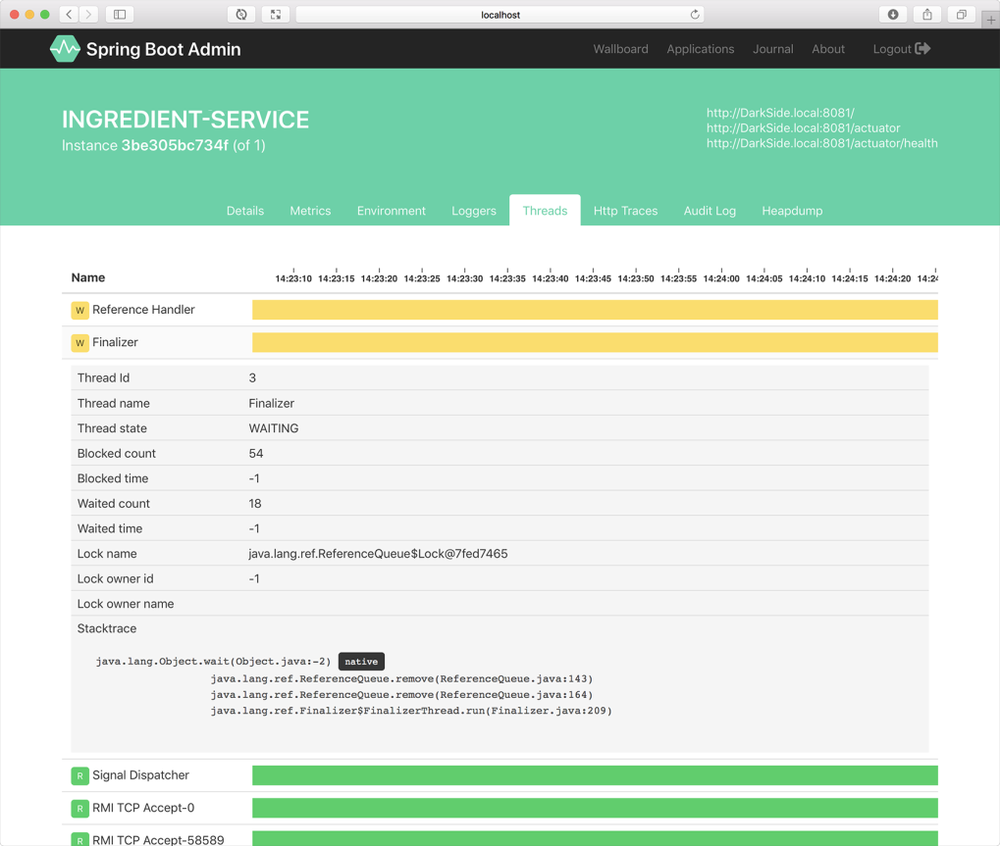 localhost
Spring Boot Admin
Wallboard Applications Journal About Logout
INGREDIENT-SERVICE
Instance 3be305bc734f (of 1)
http://DarkSide.local:8081/
http://DarkSide.local:8081/actuator
http://DarkSide.local:8081/actuator/health
Details Metrics Environment Loggers Threads Http Traces Audit Log Heapdump
Name 14:23:10 14:23:15 14:23:20 14:23:25 14:23:30 14:23:35 14:23:40 14:23:45 14:23:50 14:23:55 14:24:00 14:24:05 14:24:10 14:24:15 14:24:20 14:24
W Reference Handler
W Finalizer
Thread Id 3
Thread name Finalizer
Thread state WAITING
Blocked count 54
Blocked time -1
Waited count 18
Waited time -1
Lock name java.lang.ref.ReferenceQueue$Lock@7fed7465
Lock owner id -1
Lock owner name
Stacktrace
java.lang.Object.wait(Object.java:-2) native
java.lang.ref.ReferenceQueue.remove(ReferenceQueue.java:143)
java.lang.ref.ReferenceQueue.remove(ReferenceQueue.java:164)
java.lang.ref.Finalizer$FinalizerThread.run(Finalizer.java:209)
R Signal Dispatcher
R RMI TCP Accept-0
R RMI TCP Accept-58589